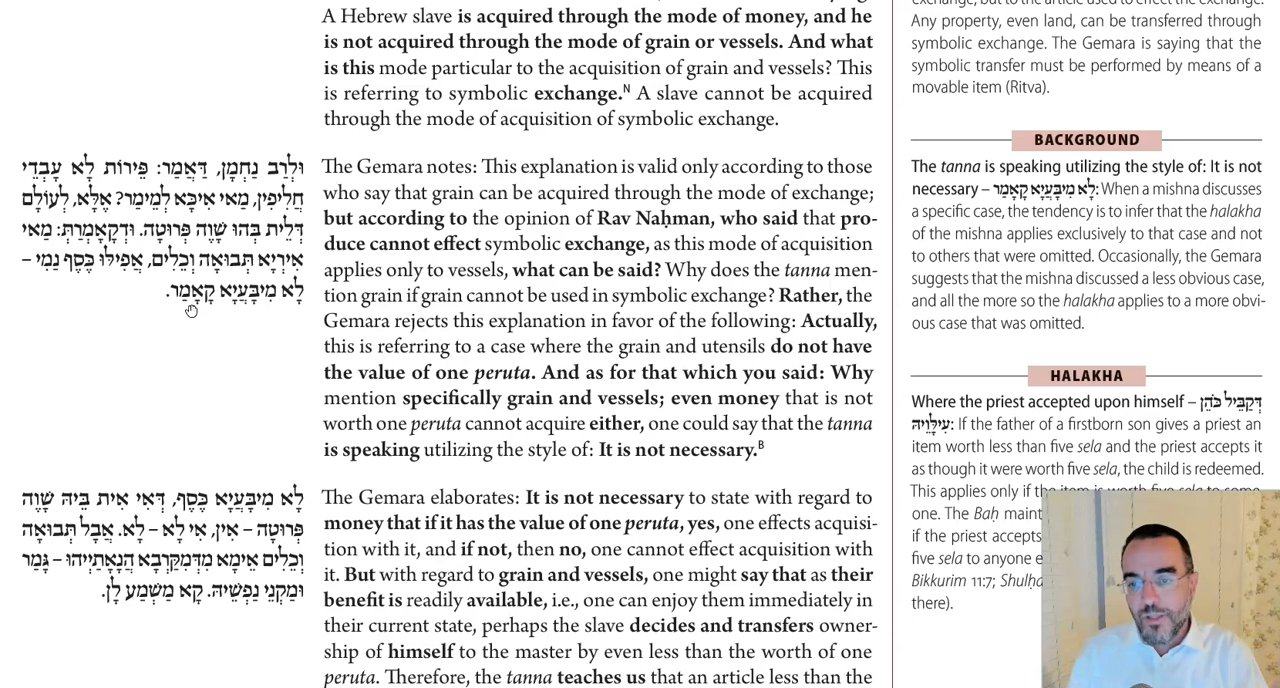 A Hebrew slave is acquired through the mode of money, and he
is not acquired through the mode of grain or vessels. And what
is this mode particular to the acquisition of grain and vessels? This
is referring to symbolic exchange.ᴺ A slave cannot be acquired
through the mode of acquisition of symbolic exchange.
וּלְרַב נַחְמָן, דַּאֲמַר: פֵּירוֹת לָא עָבְדִי
חֲלִיפִין, מַאי אִיכָּא לְמֵימַר? אֶלָּא, לְעוֹלָם
דְּלֵית בְּהוּ שָׁוֶה פְּרוּטָה. וּדְקָאָמְרַתְּ: מַאי
אִירְיָא תְּבוּאָה וְכֵלִים, אֲפִילּוּ כֶּסֶף נַמִי –
לָא מִיבַּעְיָא קָאָמַר.
The Gemara notes: This explanation is valid only according to those
who say that grain can be acquired through the mode of exchange;
but according to the opinion of Rav Naḥman, who said that pro-
duce cannot effect symbolic exchange, as this mode of acquisition
applies only to vessels, what can be said? Why does the tanna men-
tion grain if grain cannot be used in symbolic exchange? Rather, the
Gemara rejects this explanation in favor of the following: Actually,
this is referring to a case where the grain and utensils do not have
the value of one peruta. And as for that which you said: Why
mention specifically grain and vessels; even money that is not
worth one peruta cannot acquire either, one could say that the tanna
is speaking utilizing the style of: It is not necessary.ᴮ
לָא מִיבַּעְיָא כֶּסֶף, דְּאִי אִית בֵּיהּ שָׁוֶה
פְּרוּטָה – אִין, אִי לָא – לָא. אֲבָל תְּבוּאָה
וְכֵלִים אֵימָא מִדִּמְקָרְבָא הֲנָאָתַיְיהוּ – גָּמַר
וּמַקְנֵי נַפְשֵׁיהּ. קָא מַשְׁמַע לַן.
The Gemara elaborates: It is not necessary to state with regard to
money that if it has the value of one peruta, yes, one effects acquisi-
tion with it, and if not, then no, one cannot effect acquisition with
it. But with regard to grain and vessels, one might say that as their
benefit is readily available, i.e., one can enjoy them immediately in
their current state, perhaps the slave decides and transfers owner-
ship of himself to the master by even less than the worth of one
peruta. Therefore, the tanna teaches us that an article less than the
exchange, but to the article used to effect the exchange.
Any property, even land, can be transferred through
symbolic exchange. The Gemara is saying that the
symbolic transfer must be performed by means of a
movable item (Ritva).
BACKGROUND
The tanna is speaking utilizing the style of: It is not
necessary – לָא מִיבַּעְיָא קָאָמַר: When a mishna discusses
a specific case, the tendency is to infer that the halakha
of the mishna applies exclusively to that case and not
to others that were omitted. Occasionally, the Gemara
suggests that the mishna discussed a less obvious case,
and all the more so the halakha applies to a more obvi-
ous case that was omitted.
HALAKHA
Where the priest accepted upon himself – דְּקַבֵּיל כֹּהֵן
עִילָּוֵיהּ: If the father of a firstborn son gives a priest an
item worth less than five sela and the priest accepts it
as though it were worth five sela, the child is redeemed.
This applies only if the item is worth five sela to some-
one. The Baḥ maint
if the priest accepts
five sela to anyone e
Bikkurim 11:7; Shulḥa
there).